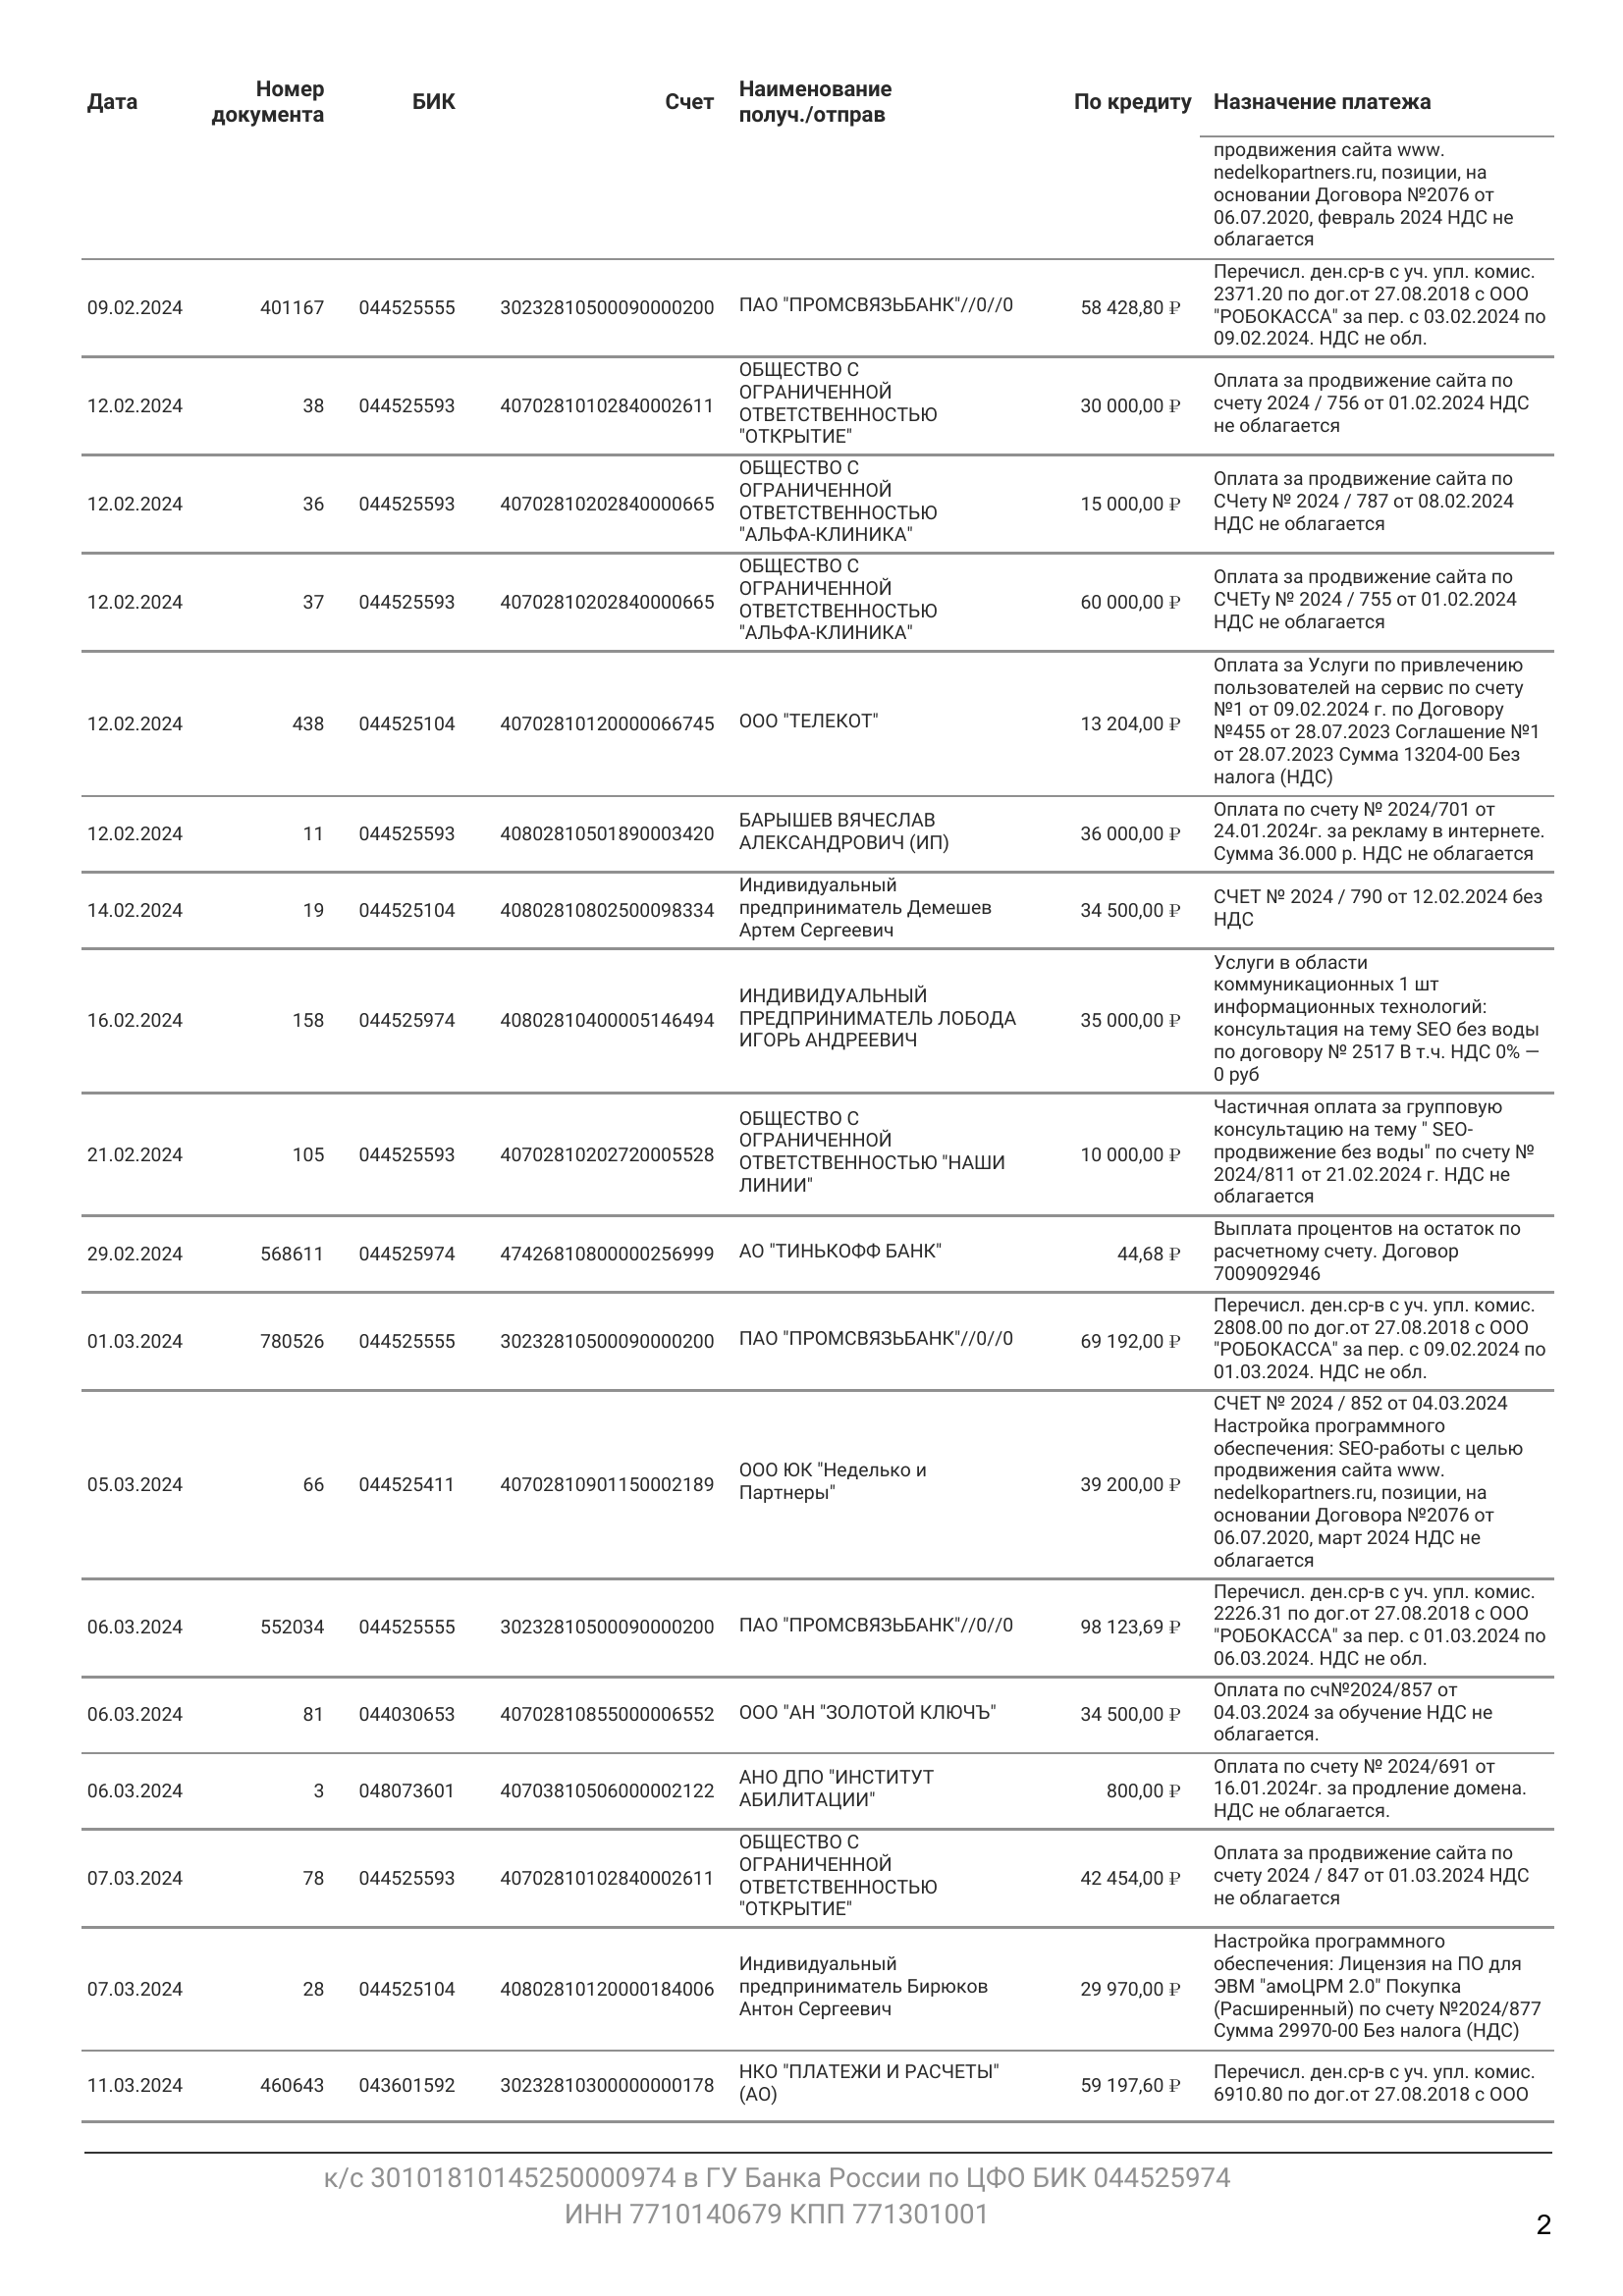 Дата Номер документа БИК Счет Наименование получ./отправ По кредиту Назначение платежа
продвижения сайта www.
nedelkopartners.ru, позиции, на
основании Договора №2076 от
06.07.2020, февраль 2024 НДС не
облагается
09.02.2024 401167 044525555 30232810500090000200 ПАО "ПРОМСВЯЗЬБАНК"//0//0 58 428,80 ₽
Перечисл. ден.ср-в с уч. упл. комис.
2371.20 по дог.от 27.08.2018 с ООО
"РОБОКАССА" за пер. с 03.02.2024 по
09.02.2024. НДС не обл.
12.02.2024 38 044525593 40702810102840002611
ОБЩЕСТВО С
ОГРАНИЧЕННОЙ
ОТВЕТСТВЕННОСТЬЮ
"ОТКРЫТИЕ"
30 000,00 ₽
Оплата за продвижение сайта по
счету 2024 / 756 от 01.02.2024 НДС
не облагается
12.02.2024 36 044525593 40702810202840000665
ОБЩЕСТВО С
ОГРАНИЧЕННОЙ
ОТВЕТСТВЕННОСТЬЮ
"АЛЬФА-КЛИНИКА"
15 000,00 ₽
Оплата за продвижение сайта по
СЧету № 2024 / 787 от 08.02.2024
НДС не облагается
12.02.2024 37 044525593 40702810202840000665
ОБЩЕСТВО С
ОГРАНИЧЕННОЙ
ОТВЕТСТВЕННОСТЬЮ
"АЛЬФА-КЛИНИКА"
60 000,00 ₽
Оплата за продвижение сайта по
СЧЕТу № 2024 / 755 от 01.02.2024
НДС не облагается
12.02.2024 438 044525104 40702810120000066745 ООО "ТЕЛЕКОТ" 13 204,00 ₽
Оплата за Услуги по привлечению
пользователей на сервис по счету
№1 от 09.02.2024 г. по Договору
№455 от 28.07.2023 Соглашение №1
от 28.07.2023 Сумма 13204-00 Без
налога (НДС)
12.02.2024 11 044525593 40802810501890003420
БАРЫШЕВ ВЯЧЕСЛАВ
АЛЕКСАНДРОВИЧ (ИП)
36 000,00 ₽
Оплата по счету № 2024/701 от
24.01.2024г. за рекламу в интернете.
Сумма 36.000 р. НДС не облагается
14.02.2024 19 044525104 40802810802500098334
Индивидуальный
предприниматель Демешев
Артем Сергеевич
34 500,00 ₽
СЧЕТ № 2024 / 790 от 12.02.2024 без
НДС
16.02.2024 158 044525974 40802810400005146494
ИНДИВИДУАЛЬНЫЙ
ПРЕДПРИНИМАТЕЛЬ ЛОБОДА
ИГОРЬ АНДРЕЕВИЧ
35 000,00 ₽
Услуги в области
коммуникационных 1 шт
информационных технологий:
консультация на тему SEO без воды
по договору № 2517 В т.ч. НДС 0% —
0 руб
21.02.2024 105 044525593 40702810202720005528
ОБЩЕСТВО С
ОГРАНИЧЕННОЙ
ОТВЕТСТВЕННОСТЬЮ "НАШИ
ЛИНИИ"
10 000,00 ₽
Частичная оплата за групповую
консультацию на тему " SEO-
продвижение без воды" по счету №
2024/811 от 21.02.2024 г. НДС не
облагается
29.02.2024 568611 044525974 47426810800000256999 АО "ТИНЬКОФФ БАНК" 44,68 ₽
Выплата процентов на остаток по
расчетному счету. Договор
7009092946
01.03.2024 780526 044525555 30232810500090000200 ПАО "ПРОМСВЯЗЬБАНК"//0//0 69 192,00 ₽
Перечисл. ден.ср-в с уч. упл. комис.
2808.00 по дог.от 27.08.2018 с ООО
"РОБОКАССА" за пер. с 09.02.2024 по
01.03.2024. НДС не обл.
05.03.2024 66 044525411 40702810901150002189
ООО ЮК "Неделько и
Партнеры"
39 200,00 ₽
СЧЕТ № 2024 / 852 от 04.03.2024
Настройка программного
обеспечения: SEO-работы с целью
продвижения сайта www.
nedelkopartners.ru, позиции, на
основании Договора №2076 от
06.07.2020, март 2024 НДС не
облагается
06.03.2024 552034 044525555 30232810500090000200 ПАО "ПРОМСВЯЗЬБАНК"//0//0 98 123,69 ₽
Перечисл. ден.ср-в с уч. упл. комис.
2226.31 по дог.от 27.08.2018 с ООО
"РОБОКАССА" за пер. с 01.03.2024 по
06.03.2024. НДС не обл.
06.03.2024 81 044030653 40702810855000006552 ООО "АН "ЗОЛОТОЙ КЛЮЧЪ" 34 500,00 ₽
Оплата по сч№2024/857 от
04.03.2024 за обучение НДС не
облагается.
06.03.2024 3 048073601 40703810506000002122
АНО ДПО "ИНСТИТУТ
АБИЛИТАЦИИ"
800,00 ₽
Оплата по счету № 2024/691 от
16.01.2024г. за продление домена.
НДС не облагается.
07.03.2024 78 044525593 40702810102840002611
ОБЩЕСТВО С
ОГРАНИЧЕННОЙ
ОТВЕТСТВЕННОСТЬЮ
"ОТКРЫТИЕ"
42 454,00 ₽
Оплата за продвижение сайта по
счету 2024 / 847 от 01.03.2024 НДС
не облагается
07.03.2024 28 044525104 40802810120000184006
Индивидуальный
предприниматель Бирюков
Антон Сергеевич
29 970,00 ₽
Настройка программного
обеспечения: Лицензия на ПО для
ЭВМ "амоЦРМ 2.0" Покупка
(Расширенный) по счету №2024/877
Сумма 29970-00 Без налога (НДС)
11.03.2024 460643 043601592 30232810300000000178
НКО "ПЛАТЕЖИ И РАСЧЕТЫ"
(АО)
59 197,60 ₽
Перечисл. ден.ср-в с уч. упл. комис.
6910.80 по дог.от 27.08.2018 с ООО
к/с 30101810145250000974 в ГУ Банка России по ЦФО БИК 044525974
ИНН 7710140679 КПП 771301001
2